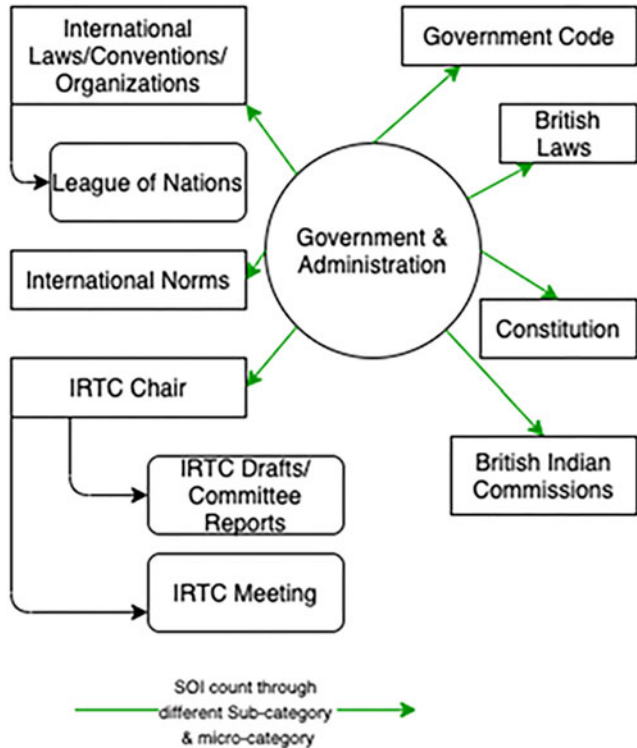 International
Laws/Conventions/
Organizations
League of Nations
International Norms
IRTC Chair
IRTC Drafts/
Committee
Reports
IRTC Meeting
Government &
Administration
Government Code
British
Laws
Constitution
British Indian
Commissions
SOI count through
different Sub-category
& micro-category